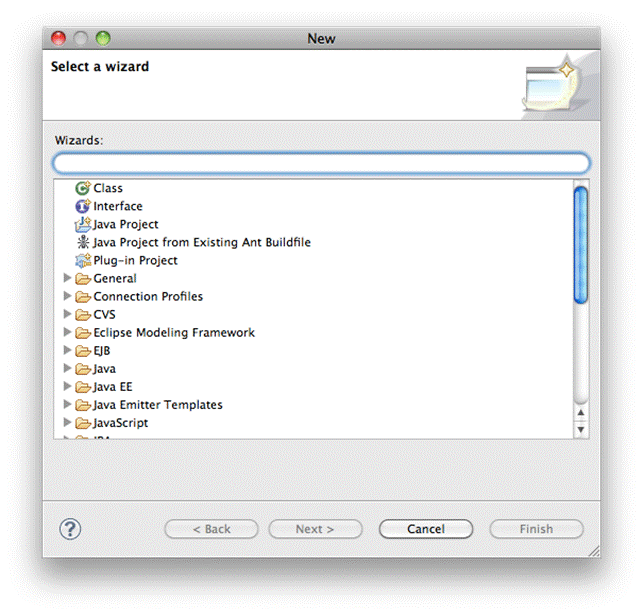 New
Select a wizard
Wizards:
Class
Interface
Java Project
Java Project from Existing Ant Buildfile
Plug-in Project
General
Connection Profiles
CVS
Eclipse Modeling Framework
EJB
Java
Java EE
Java Emitter Templates
JavaScript
? < Back Next > Cancel Finish